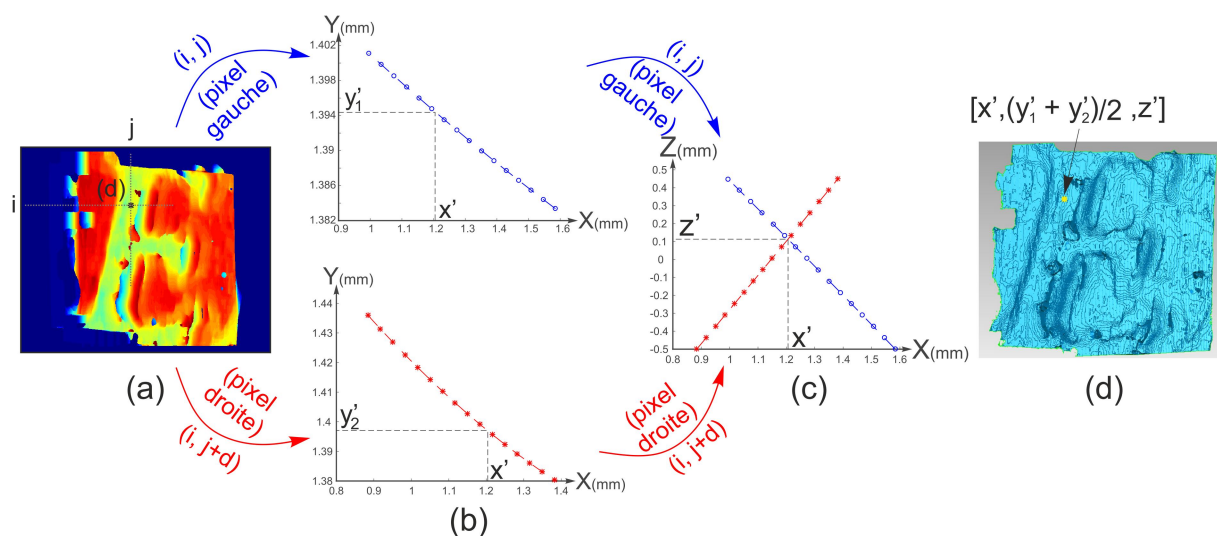 (i, j)
(pixel
gauche)
j
i
(d)
(a)
(pixel
droite)
(i, j+d)
Y(mm)
1.402
1.398
y'₁
1.394
1.39
1.386
1.382
1
1.1
1.2
1.3
1.4
1.5
1.6
x'
X(mm)
Y(mm)
1.44
1.43
1.42
1.41
1.4
y'₂
1.39
1.38
0.8
0.9
1
1.1
1.2
1.3
1.4
x'
X(mm)
(b)
(i, j)
(pixel
gauche)
(pixel
droite)
(i, j+d)
Z(mm)
0.5
0.4
0.3
0.2
z'
0.1
0
-0.1
-0.2
-0.3
-0.4
-0.5
0.8
0.9
1
1.1
1.2
1.3
1.4
1.5
1.6
x'
X(mm)
(c)
[x',(y'₁ + y'₂)/2 ,z']
(d)